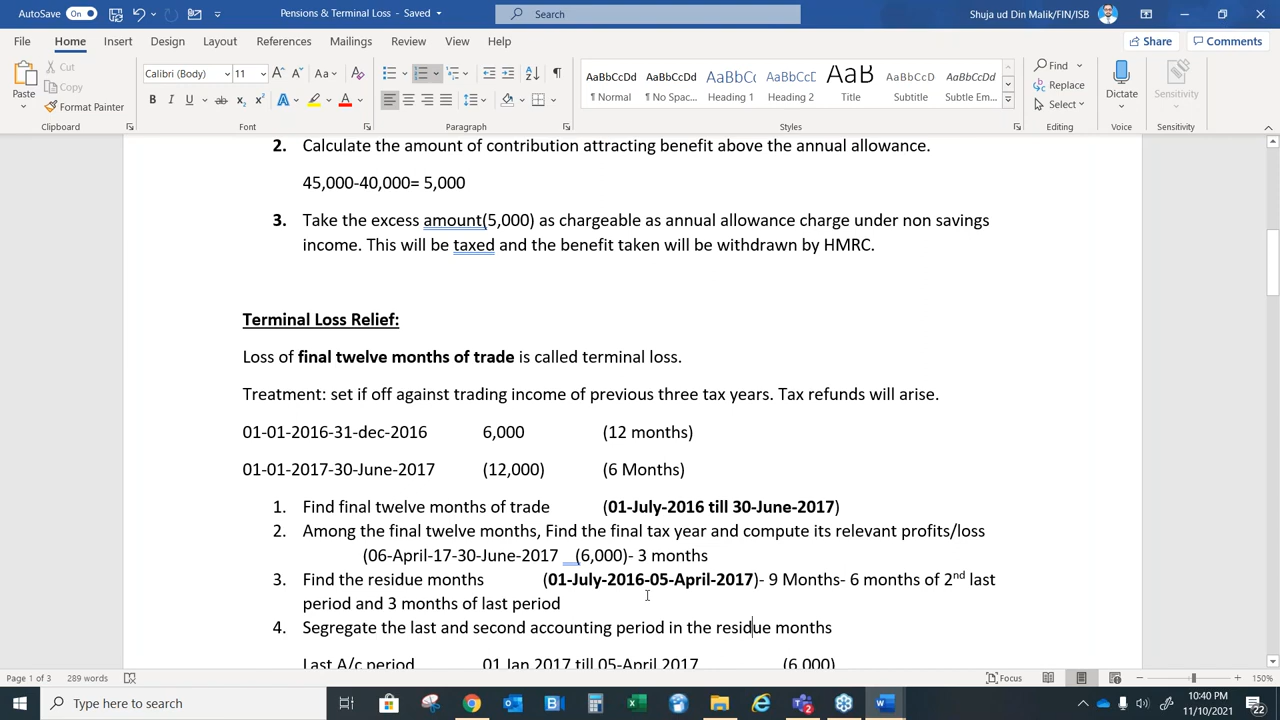 AutoSave On Pensions & Tinminal Loss Search Shuja ud Din Malik/FIN/ISB
File Home Insert Design Layout References Mailings Review View Help Share Comments
Paste Cut Copy Format Painter Calibri (Body) 11 AaBbCcDd AaBbCcDd AaBbCc AaBbCcE AaB AaBbCcD AaBbCcDd Find Replace Select Dictate Sensitivity
¶ Normal ¶ No Spac... Heading 1 Heading 2 Title Subtitle Subtle Em...
Clipboard Font Paragraph Styles Editing Voice Sensitivity
2. Calculate the amount of contribution attracting benefit above the annual allowance.
45,000-40,000= 5,000
3. Take the excess amount(5,000) as chargeable as annual allowance charge under non savings
income. This will be taxed and the benefit taken will be withdrawn by HMRC.
Terminal Loss Relief:
Loss of final twelve months of trade is called terminal loss.
Treatment: set if off against trading income of previous three tax years. Tax refunds will arise.
01-01-2016-31-dec-2016 6,000 (12 months)
01-01-2017-30-June-2017 (12,000) (6 Months)
1. Find final twelve months of trade (01-July-2016 till 30-June-2017)
2. Among the final twelve months, Find the final tax year and compute its relevant profits/loss
(06-April-17-30-June-2017 (6,000)- 3 months
3. Find the residue months (01-July-2016-05-April-2017)- 9 Months- 6 months of 2nd last
period and 3 months of last period
4. Segregate the last and second accounting period in the residue months
Last A/c period 01 Jan 2017 till 05-April 2017 (6,000)
Page 1 of 3 289 words Focus 150%
Type here to search 10:40 PM
11/10/2021